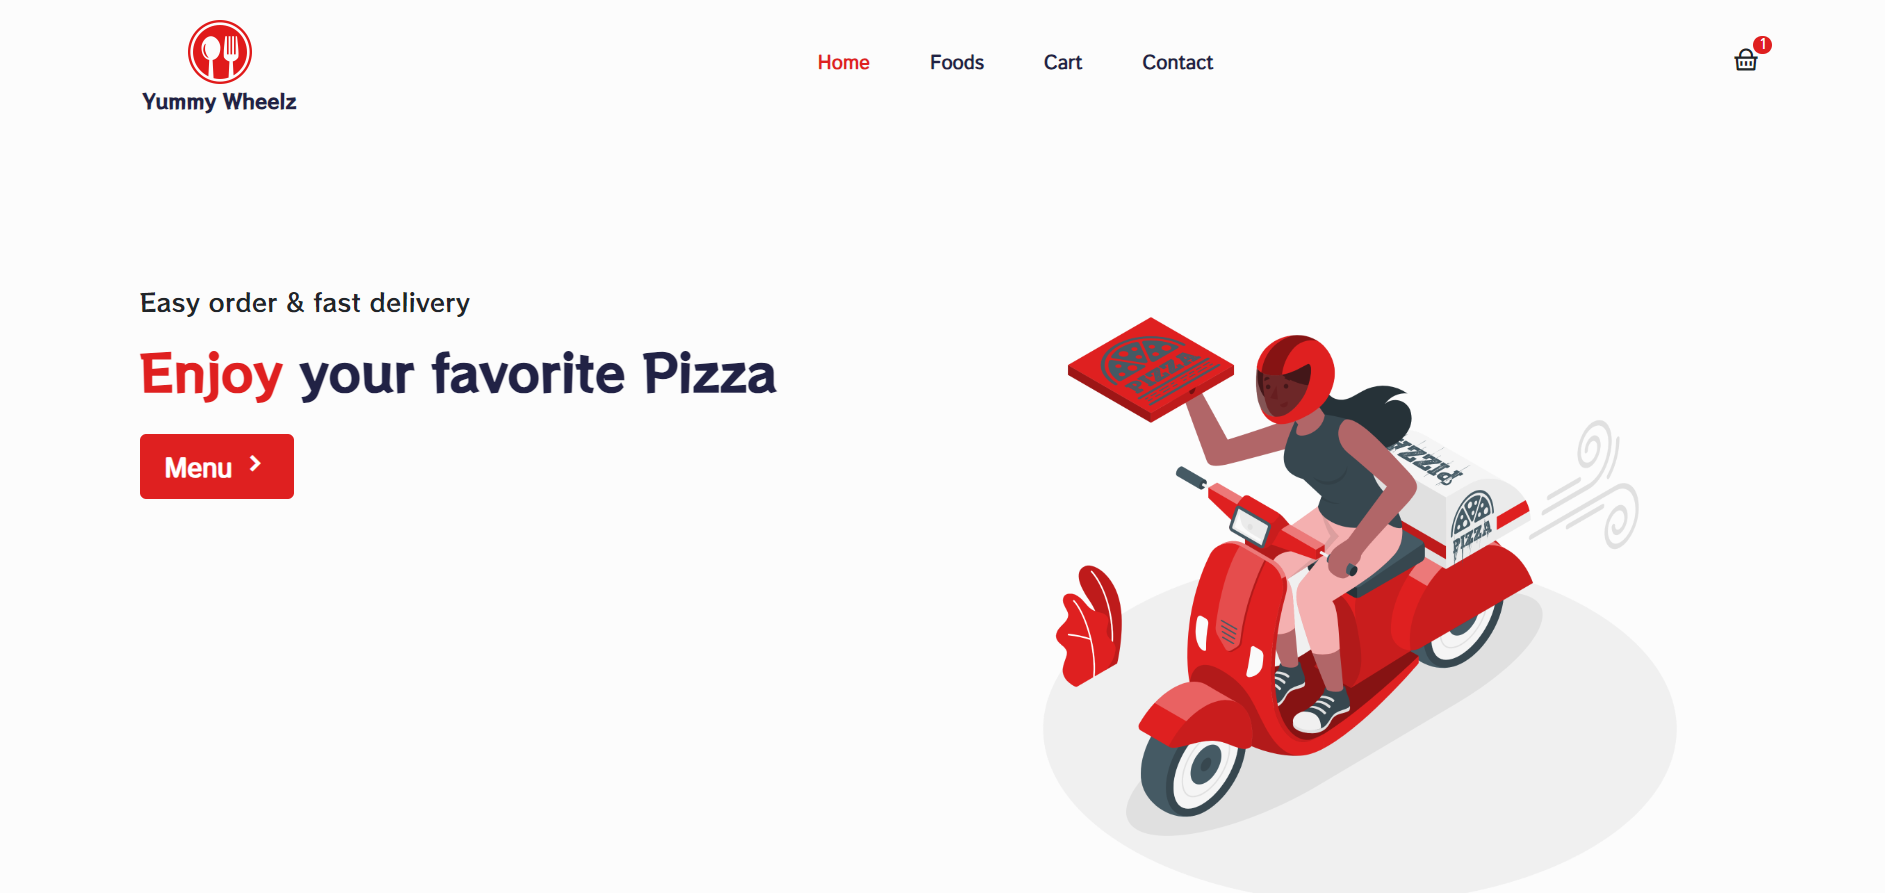 Yummy Wheelz
Home Foods Cart Contact
1
Easy order & fast delivery
Enjoy your favorite Pizza
Menu
PIZZA
PIZZA
PIZZA